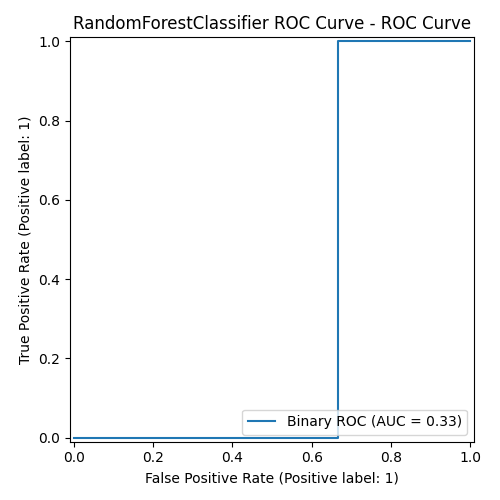 RandomForestClassifier ROC Curve - ROC Curve
True Positive Rate (Positive label: 1)
1.0
0.8
0.6
0.4
0.2
0.0
Binary ROC (AUC = 0.33)
0.0 0.2 0.4 0.6 0.8 1.0
False Positive Rate (Positive label: 1)